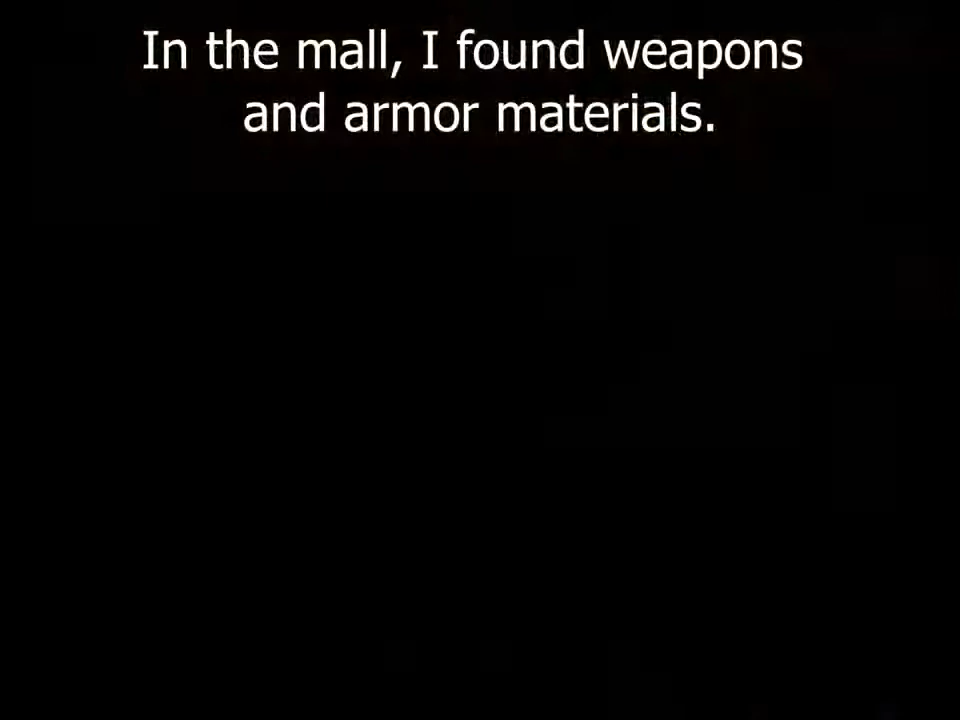 In the mall, I found weapons
and armor materials.